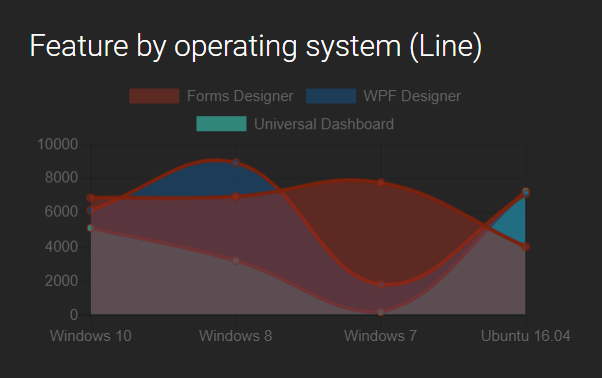 Feature by operating system (Line)
Forms Designer WPF Designer
Universal Dashboard
10000
8000
6000
4000
2000
0
Windows 10 Windows 8 Windows 7 Ubuntu 16.04